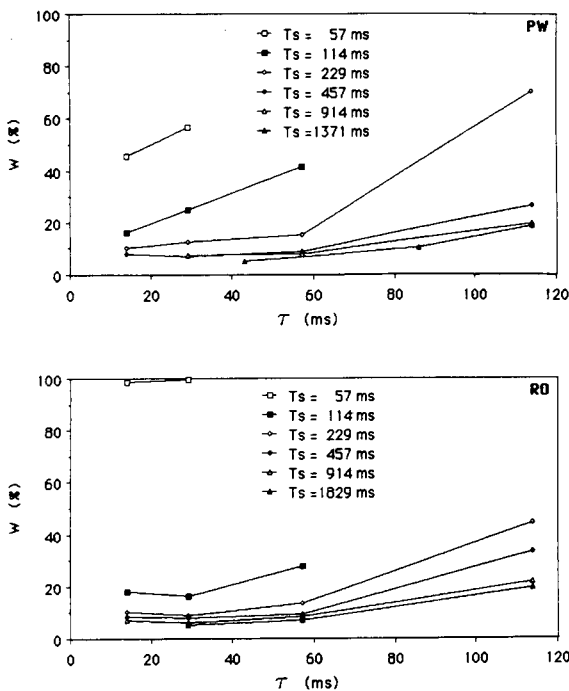 PW
Ts = 57 ms
Ts = 114 ms
Ts = 229 ms
Ts = 457 ms
Ts = 914 ms
Ts =1371 ms
100
80
60
40
20
0
W (%)
0 20 40 60 80 100 120
τ (ms)
RO
Ts = 57 ms
Ts = 114 ms
Ts = 229 ms
Ts = 457 ms
Ts = 914 ms
Ts =1829 ms
100
80
60
40
20
0
W (%)
0 20 40 60 80 100 120
τ (ms)